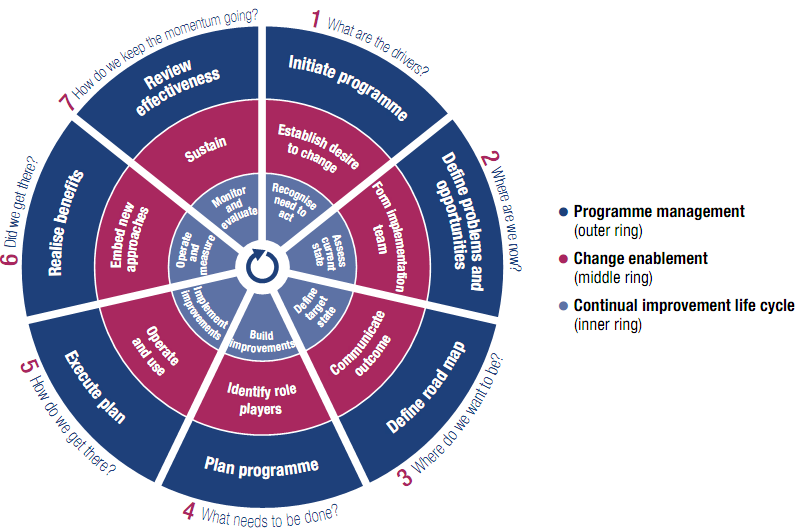 1 What are the drivers?
Initiate programme
Establish desire
to change
Recognise
need to
act
2 Where are we now?
Define problems and
opportunities
Form implementation
team
Assess
current
state
3 Where do we want to be?
Define road map
Communicate
outcome
Define
target
state
4 What needs to be done?
Plan programme
Identify role
players
Build
improvements
5 How do we get there?
Execute plan
Operate
and use
Implement
improvements
6 Did we get there?
Realise benefits
Embed new
approaches
Operate
and
measure
7 How do we keep the momentum going?
Review
effectiveness
Sustain
Monitor
and
evaluate
Programme management
(outer ring)
Change enablement
(middle ring)
Continual improvement life cycle
(inner ring)